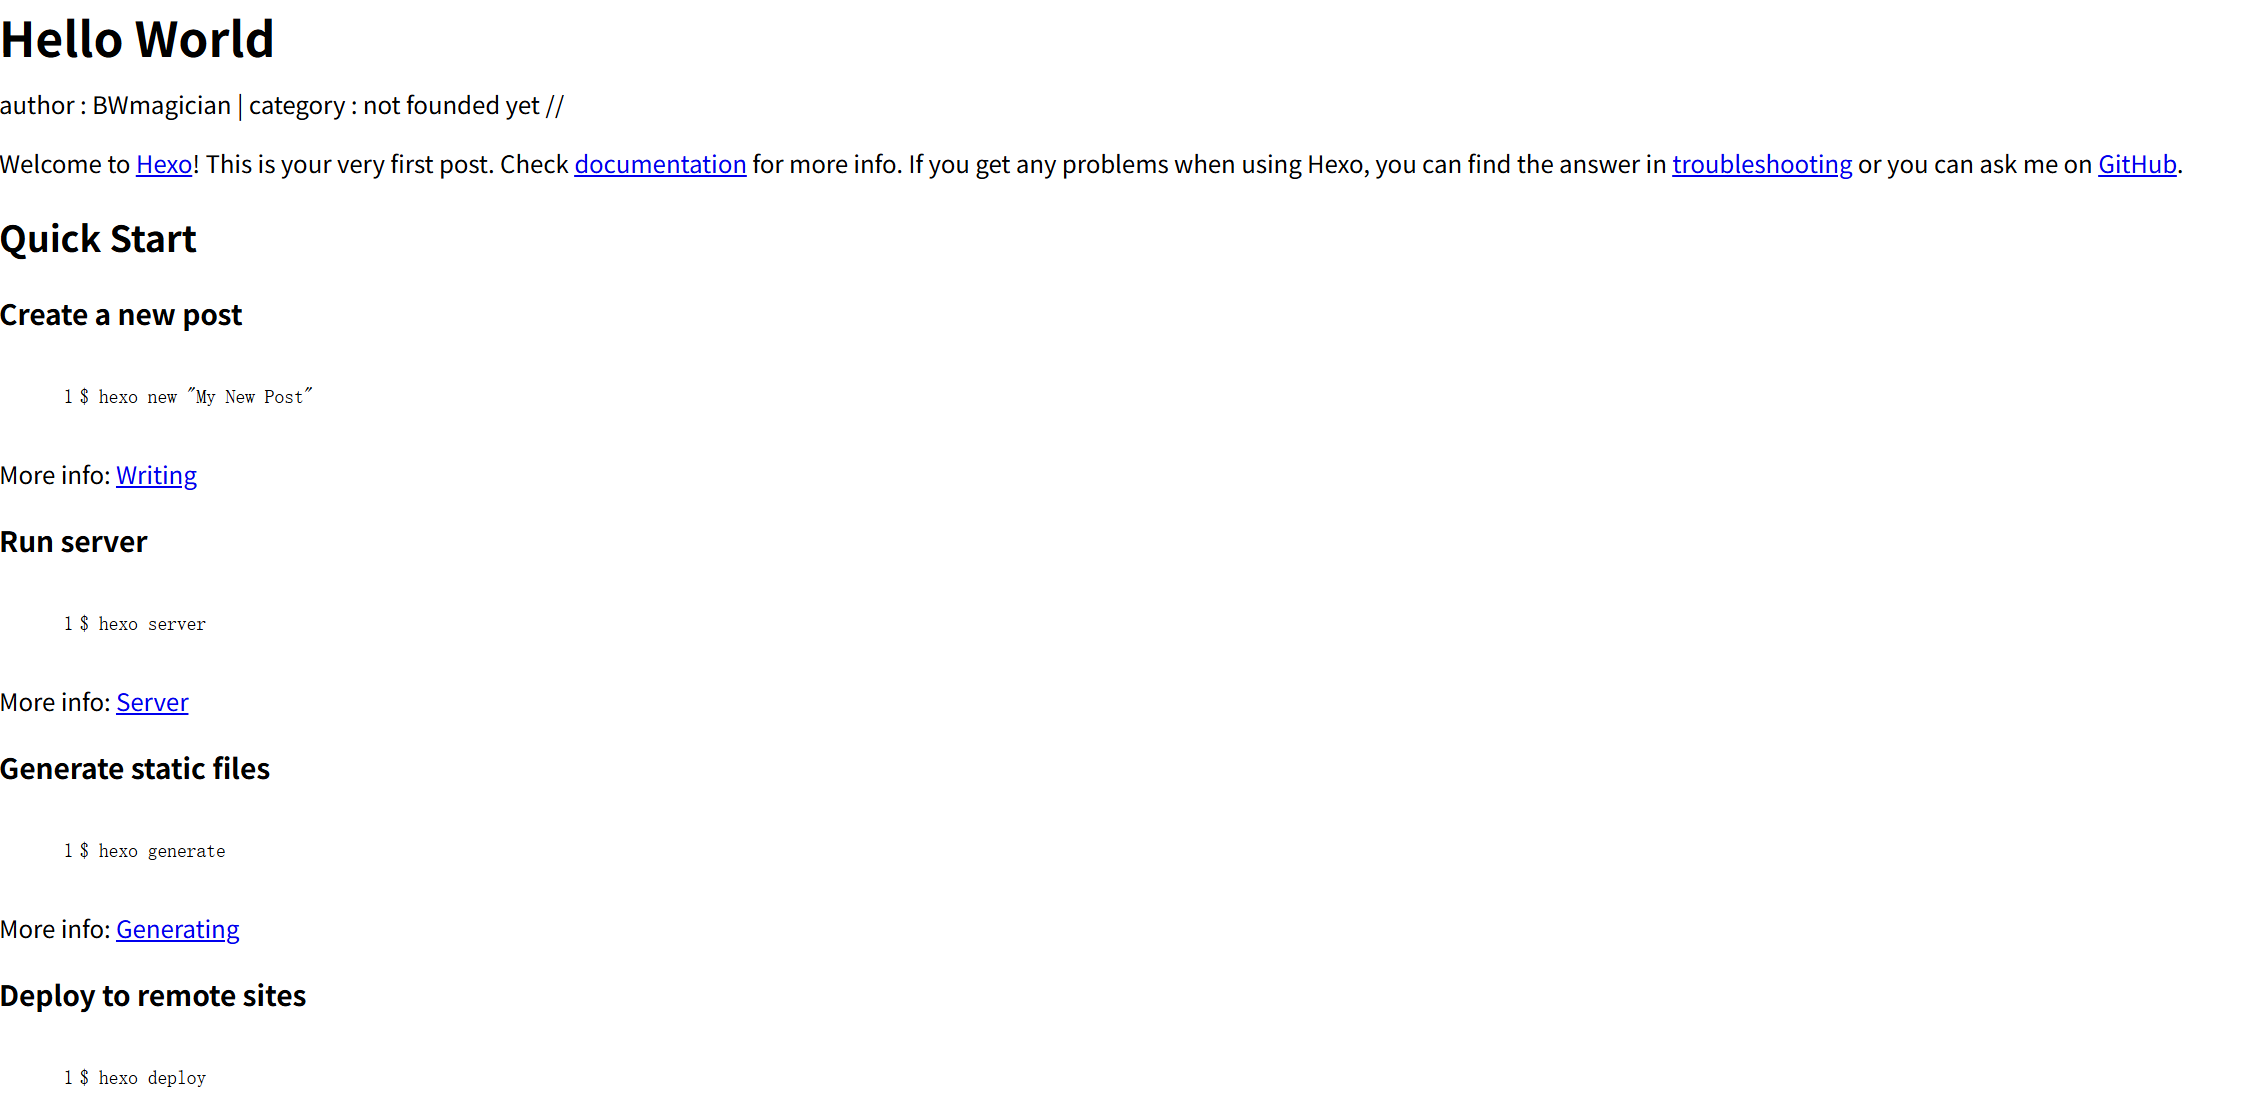 Hello World
author : BWmagician | category : not founded yet //
Welcome to Hexo! This is your very first post. Check documentation for more info. If you get any problems when using Hexo, you can find the answer in troubleshooting or you can ask me on GitHub.
Quick Start
Create a new post
1 $ hexo new "My New Post"
More info: Writing
Run server
1 $ hexo server
More info: Server
Generate static files
1 $ hexo generate
More info: Generating
Deploy to remote sites
1 $ hexo deploy